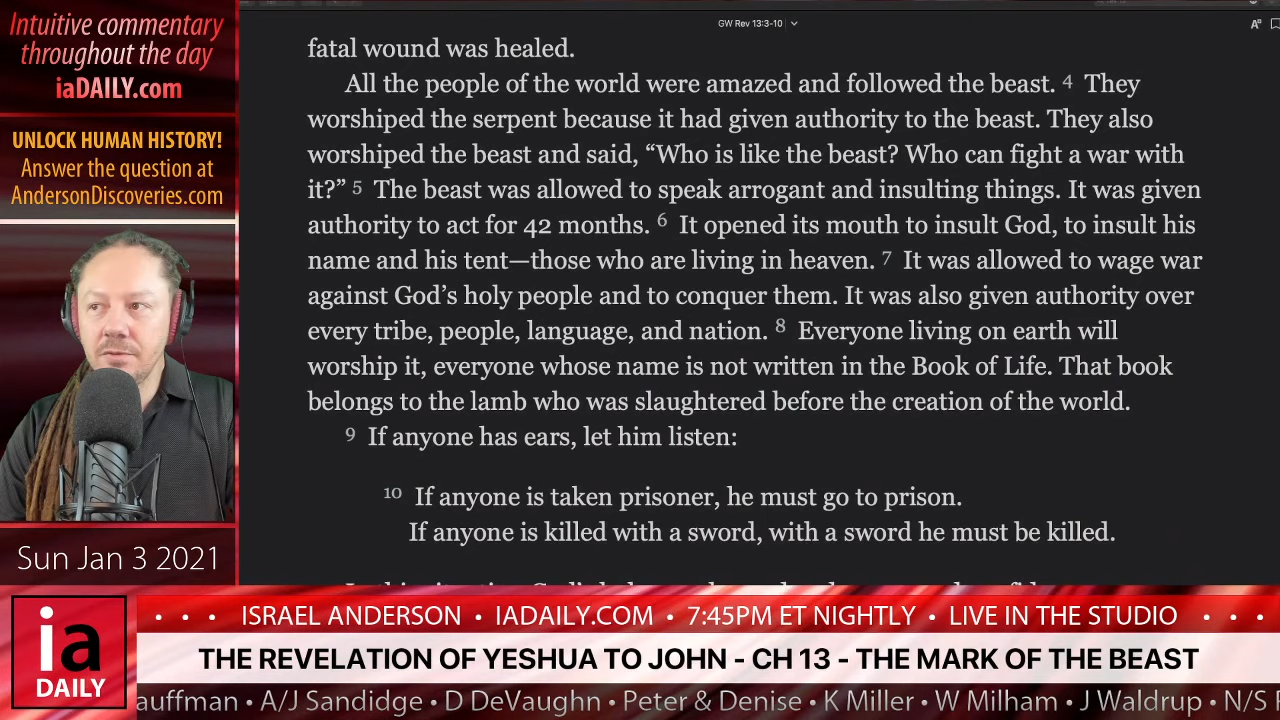 Intuitive commentary
throughout the day
iaDAILY.com
UNLOCK HUMAN HISTORY!
Answer the question at
AndersonDiscoveries.com
Sun Jan 3 2021
GW Rev 13:3-10
fatal wound was healed.
All the people of the world were amazed and followed the beast. 4 They
worshiped the serpent because it had given authority to the beast. They also
worshiped the beast and said, “Who is like the beast? Who can fight a war with
it?” 5 The beast was allowed to speak arrogant and insulting things. It was given
authority to act for 42 months. 6 It opened its mouth to insult God, to insult his
name and his tent—those who are living in heaven. 7 It was allowed to wage war
against God’s holy people and to conquer them. It was also given authority over
every tribe, people, language, and nation. 8 Everyone living on earth will
worship it, everyone whose name is not written in the Book of Life. That book
belongs to the lamb who was slaughtered before the creation of the world.
9 If anyone has ears, let him listen:
10 If anyone is taken prisoner, he must go to prison.
If anyone is killed with a sword, with a sword he must be killed.
ia
DAILY
• • • ISRAEL ANDERSON • IADAILY.COM • 7:45PM ET NIGHTLY • LIVE IN THE STUDIO • • •
THE REVELATION OF YESHUA TO JOHN - CH 13 - THE MARK OF THE BEAST
auffman • A/J Sandidge • D DeVaughn • Peter & Denise • K Miller • W Milham • J Waldrup • N/S